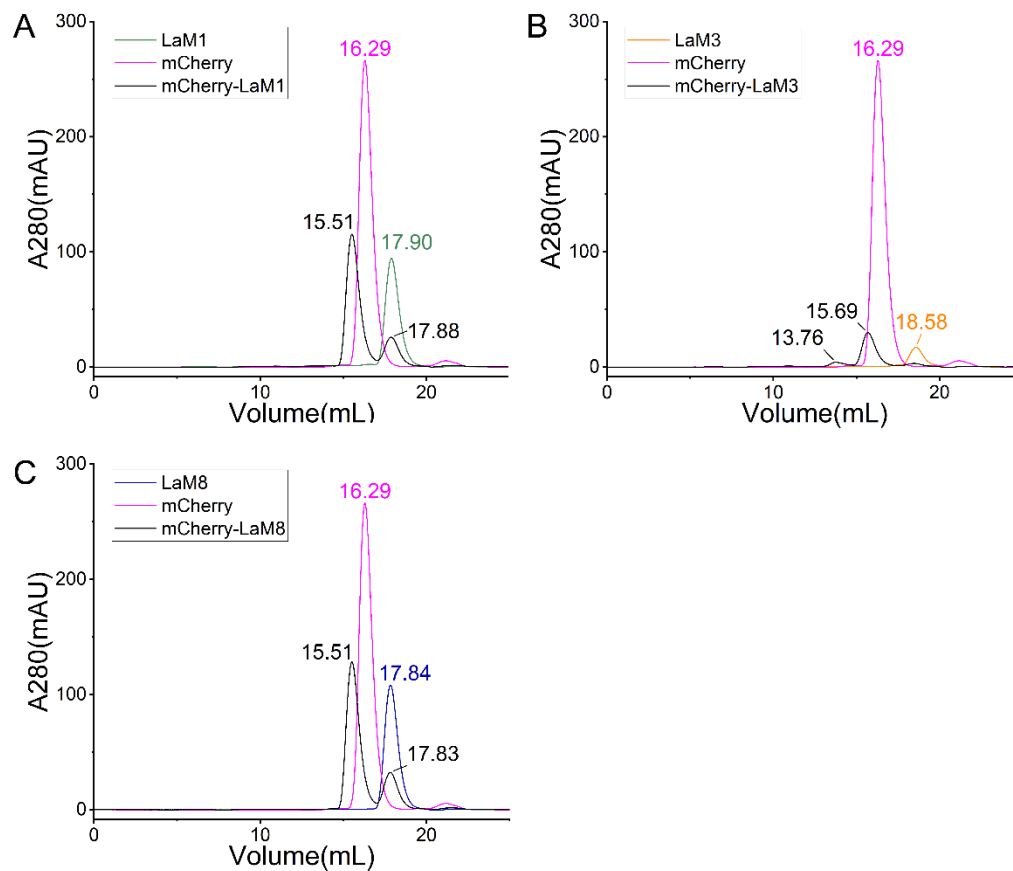 A
300
200
100
0
A280(mAU)
LaM1
mCherry
mCherry-LaM1
16.29
15.51
17.90
17.88
0
10
20
Volume(mL)
B
300
200
100
0
A280(mAU)
LaM3
mCherry
mCherry-LaM3
16.29
15.69
13.76
18.58
0
10
20
Volume(mL)
C
300
200
100
0
A280(mAU)
LaM8
mCherry
mCherry-LaM8
16.29
15.51
17.84
17.83
0
10
20
Volume(mL)